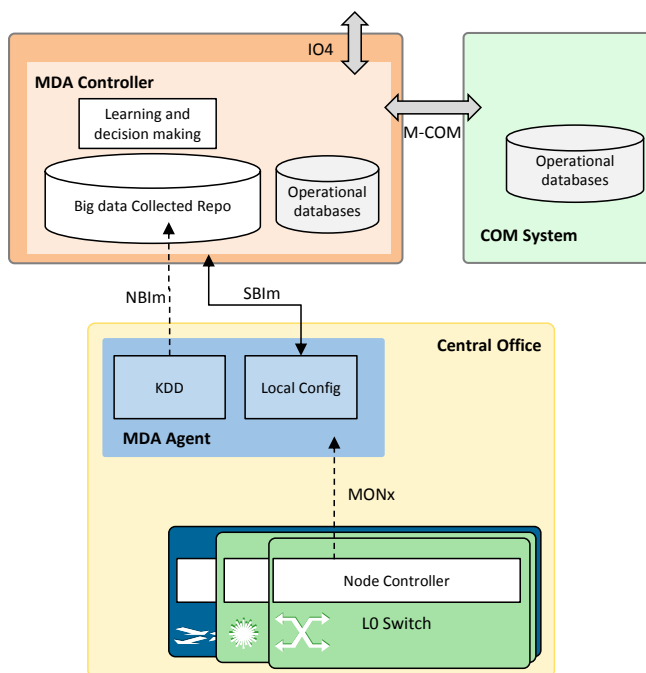 IO4
MDA Controller
Learning and
decision making
M-COM
Big data Collected Repo
Operational
databases
Operational
databases
COM System
NBIm
SBIm
Central Office
KDD
Local Config
MDA Agent
MONx
Node Controller
L0 Switch